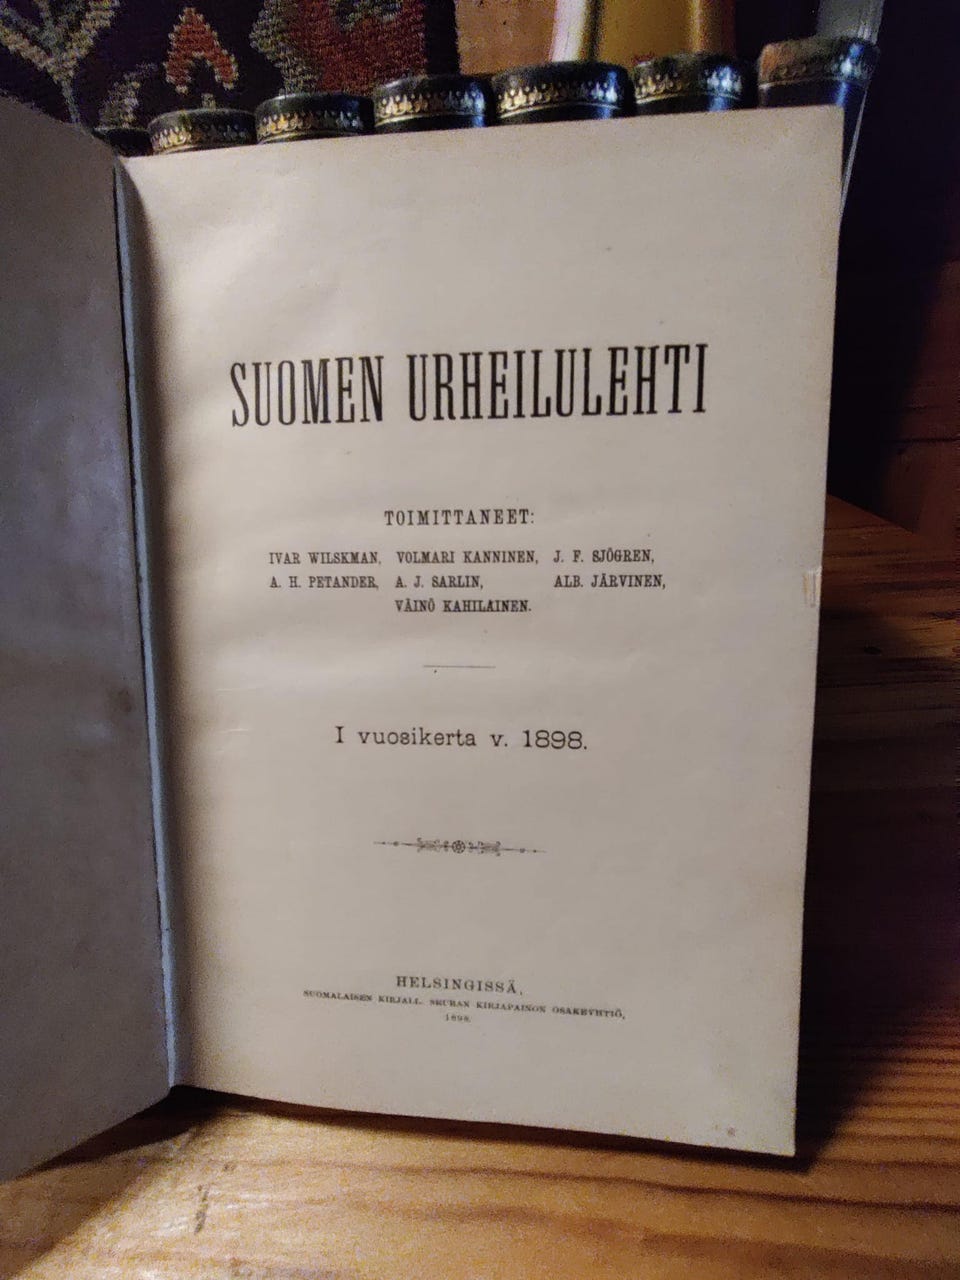 SUOMEN URHEILULEHTI
TOIMITTANEET:
IVAR WILSKMAN, VOLMARI KANNINEN, J. F. SJÖGREN,
A. H. PETANDER, A. J. SARLIN, ALB. JÄRVINEN,
VÄINÖ KAHILAINEN.
I vuosikerta v. 1898.
HELSINGISSÄ,
SUOMALAISEN KIRJALL. SEURAN KIRJAPAINON OSAKEYHTIÖ,
1898.